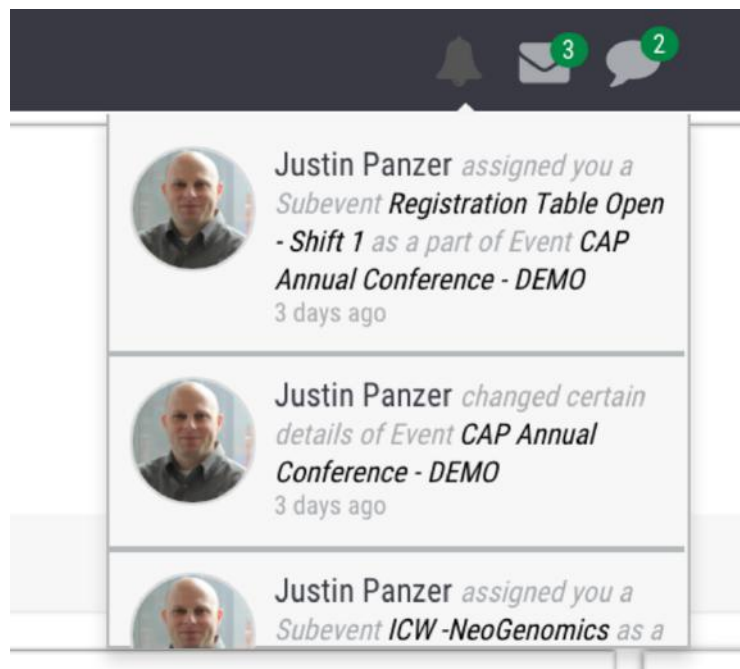 3
2
Justin Panzer assigned you a
Subevent Registration Table Open
- Shift 1 as a part of Event CAP
Annual Conference - DEMO
3 days ago
Justin Panzer changed certain
details of Event CAP Annual
Conference - DEMO
3 days ago
Justin Panzer assigned you a
Subevent ICW -NeoGenomics as a